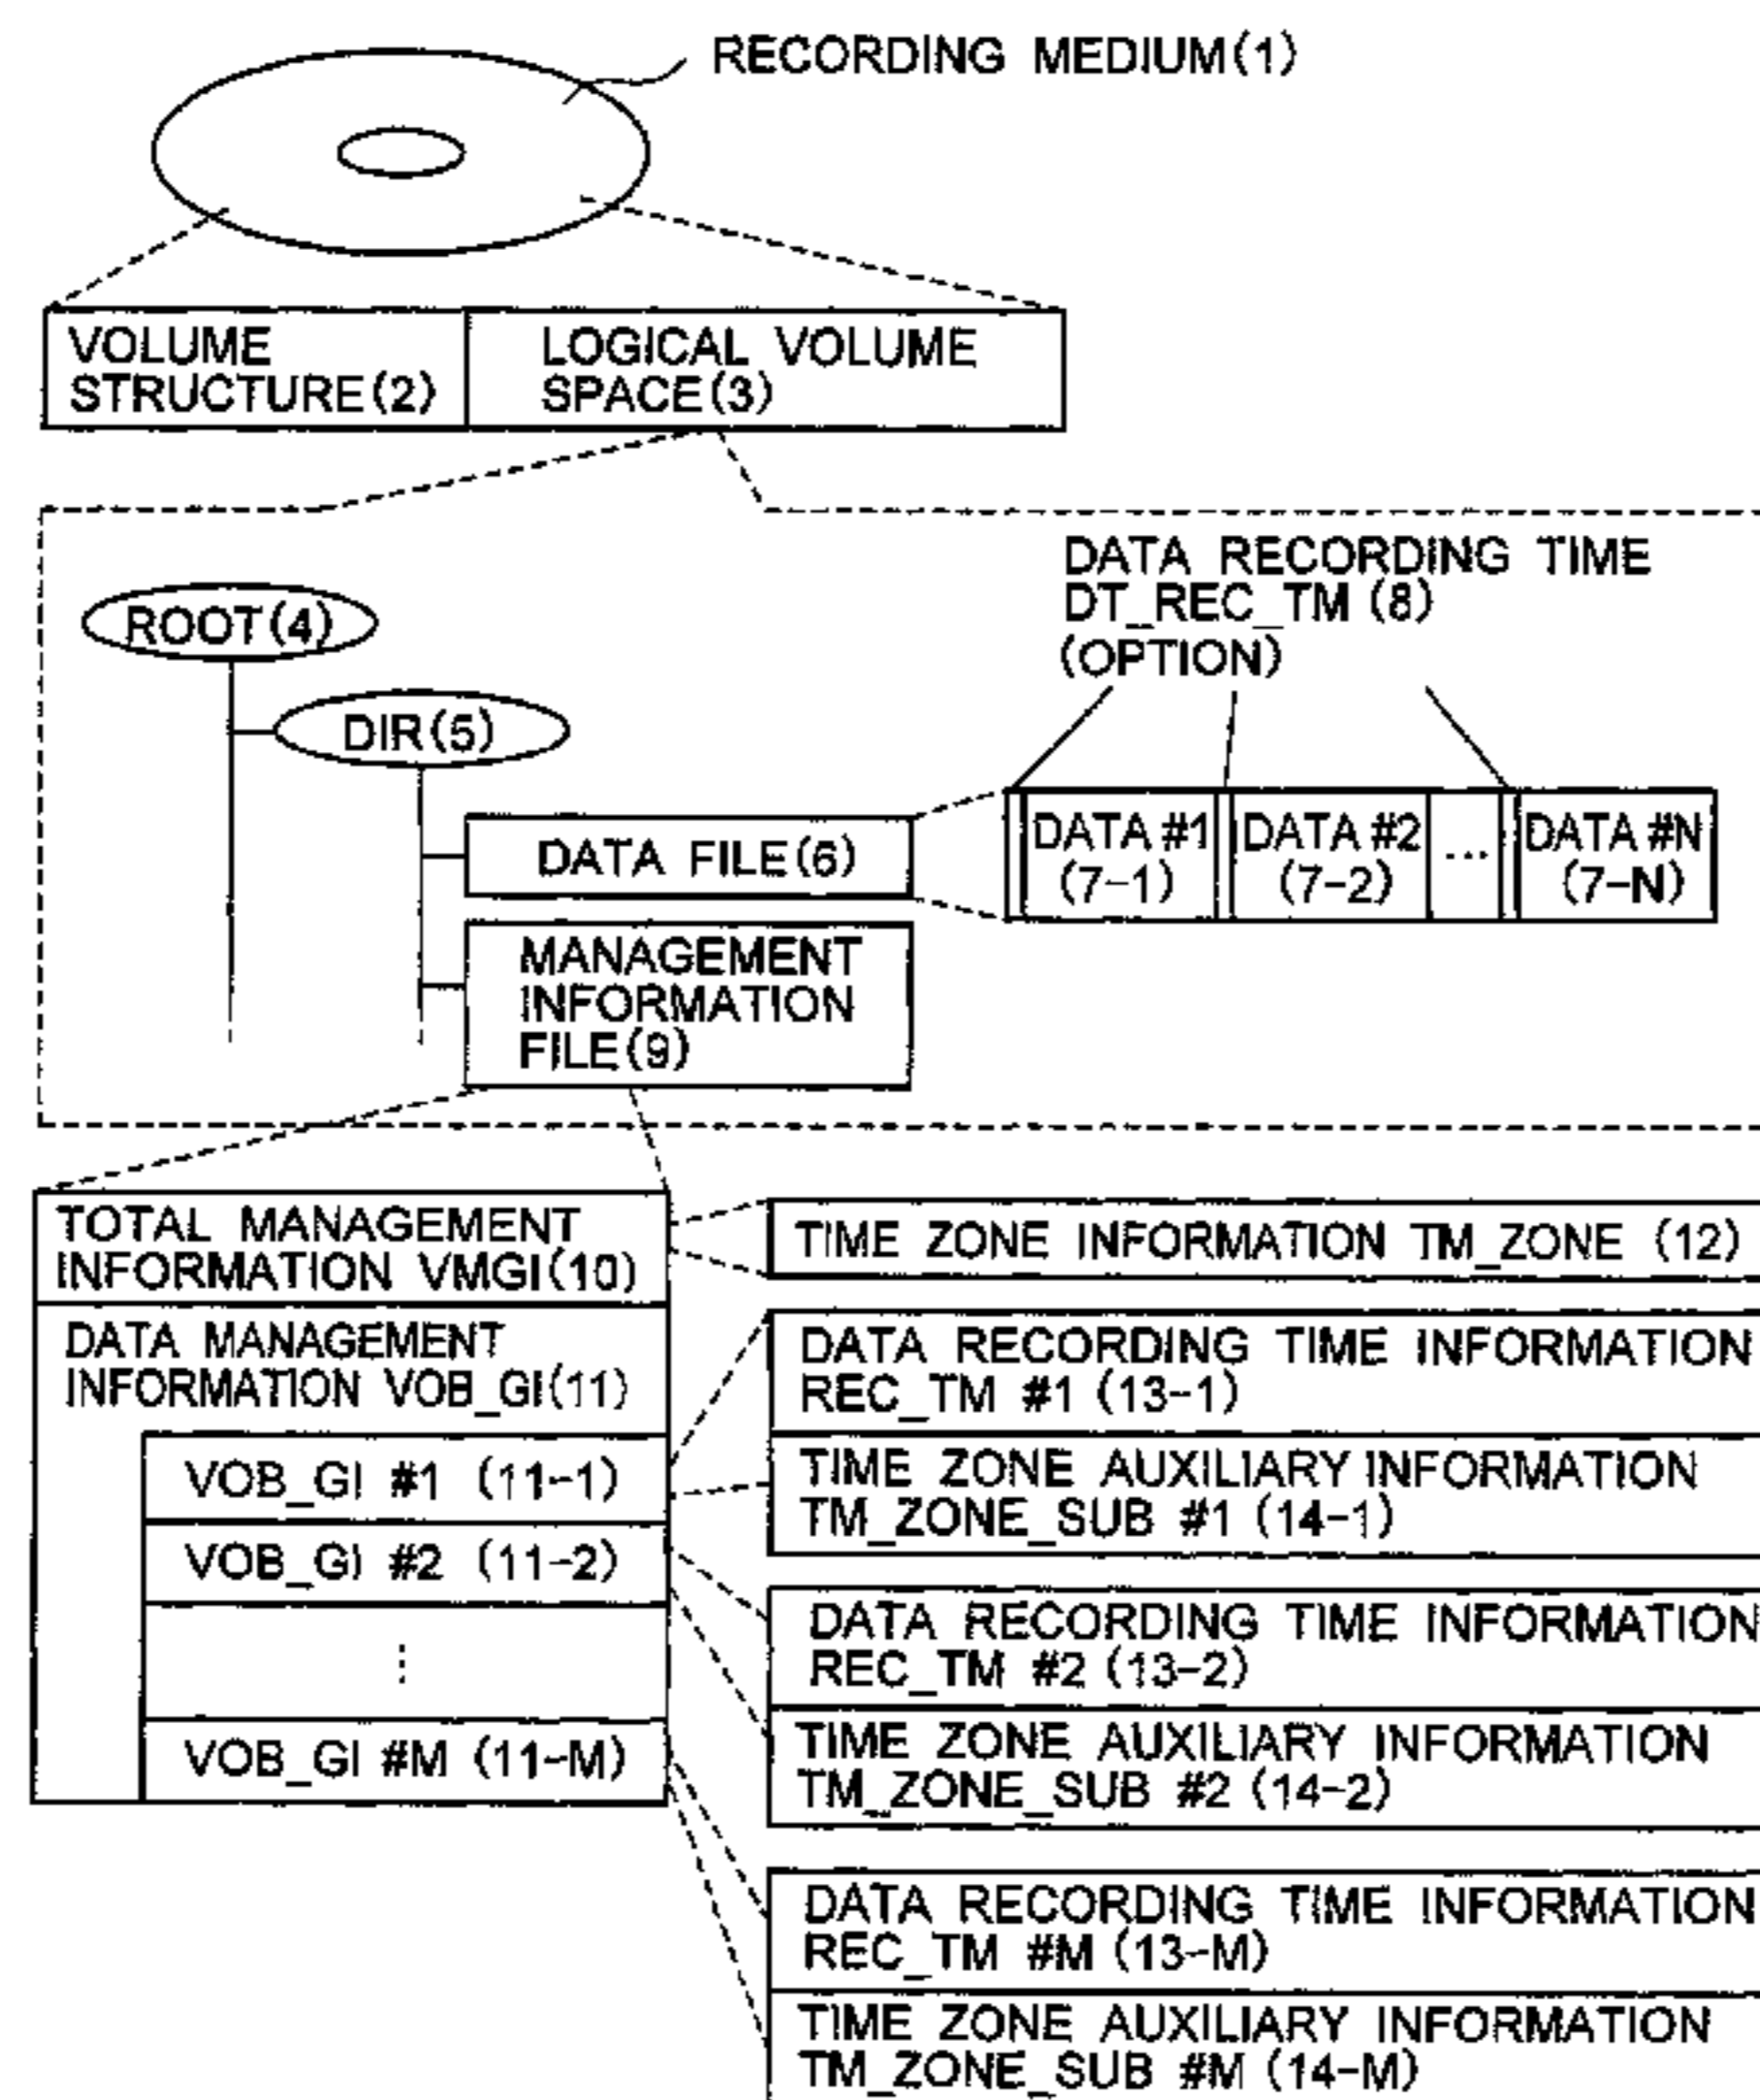 RECORDING MEDIUM(1)
VOLUME
STRUCTURE(2)
LOGICAL VOLUME
SPACE(3)
DATA RECORDING TIME
DT_REC_TM (8)
(OPTION)
ROOT(4)
DIR(5)
DATA FILE(6)
DATA #1
(7-1)
DATA #2
(7-2)
...
DATA #N
(7-N)
MANAGEMENT
INFORMATION
FILE(9)
TOTAL MANAGEMENT
INFORMATION VMGI(10)
TIME ZONE INFORMATION TM_ZONE (12)
DATA MANAGEMENT
INFORMATION VOB_GI(11)
VOB_GI #1 (11-1)
VOB_GI #2 (11-2)
⋮
VOB_GI #M (11-M)
DATA RECORDING TIME INFORMATION
REC_TM #1 (13-1)
TIME ZONE AUXILIARY INFORMATION
TM_ZONE_SUB #1 (14-1)
DATA RECORDING TIME INFORMATION
REC_TM #2 (13-2)
TIME ZONE AUXILIARY INFORMATION
TM_ZONE_SUB #2 (14-2)
DATA RECORDING TIME INFORMATION
REC_TM #M (13-M)
TIME ZONE AUXILIARY INFORMATION
TM_ZONE_SUB #M (14-M)